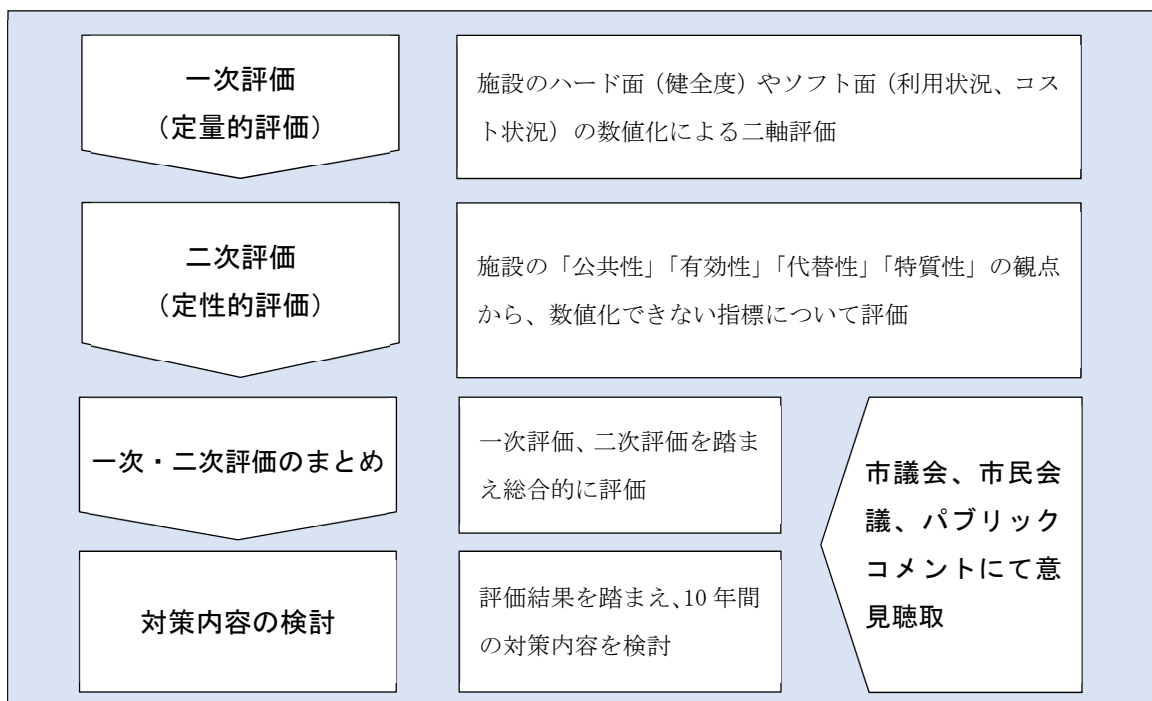 一次評価
（定量的評価）
施設のハード面（健全度）やソフト面（利用状況、コス
ト状況）の数値化による二軸評価
二次評価
（定性的評価）
施設の「公共性」「有効性」「代替性」「特質性」の観点
から、数値化できない指標について評価
一次・二次評価のまとめ
一次評価、二次評価を踏ま
え総合的に評価
対策内容の検討
評価結果を踏まえ、10 年間
の対策内容を検討
市議会、市民会
議、パブリック
コメントにて意
見聴取